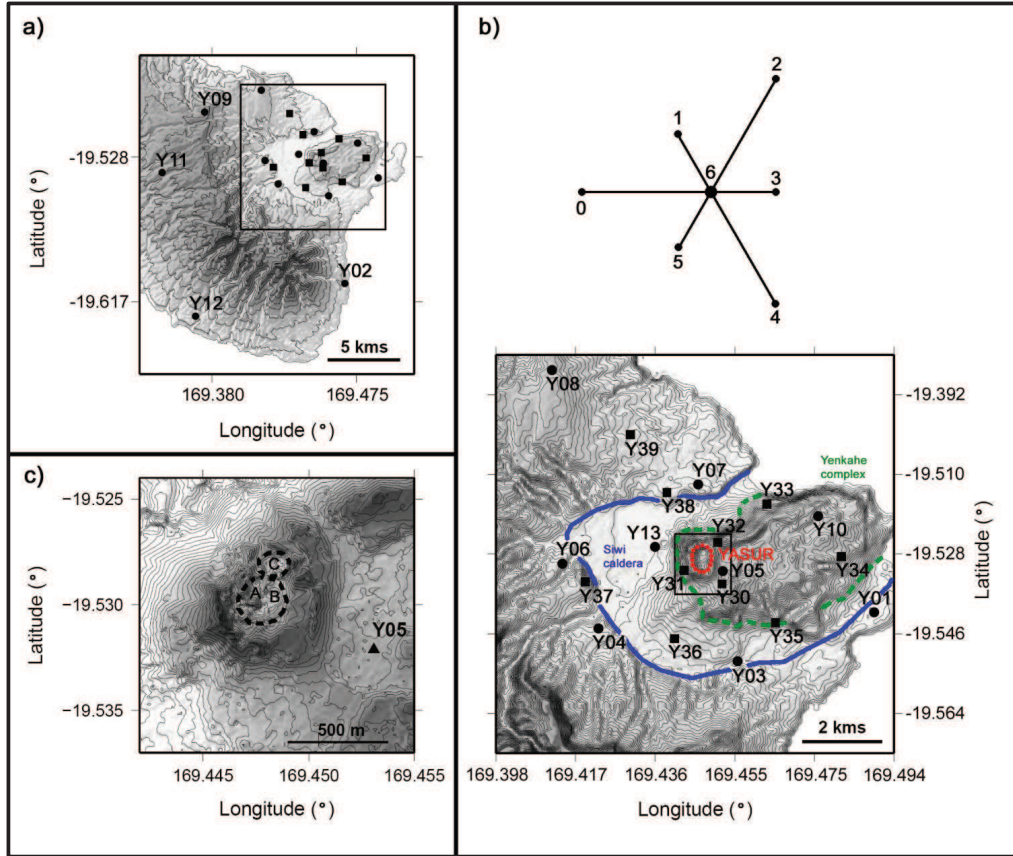 a)
Y09
-19.528
Y11
Latitude (°)
Y02
-19.617
Y12
5 kms
169.380
169.475
Longitude (°)
b)
2
1
6
3
0
5
4
Y08
-19.392
Y39
Yenkahe
complex
Y07
-19.510
Y38
Y33
Y10
Y13
Y32
Siwi
caldera
YASUR
-19.528
Y06
Y05
Y34
Y31
Y37
Y30
Y01
Y04
Y36
Y35
-19.546
Y03
-19.564
2 kms
169.398
169.417
169.436
169.455
169.475
169.494
Longitude (°)
Latitude (°)
c)
−19.525
C
A
B
−19.530
Y05
Latitude (°)
−19.535
500 m
169.445
169.450
169.455
Longitude (°)